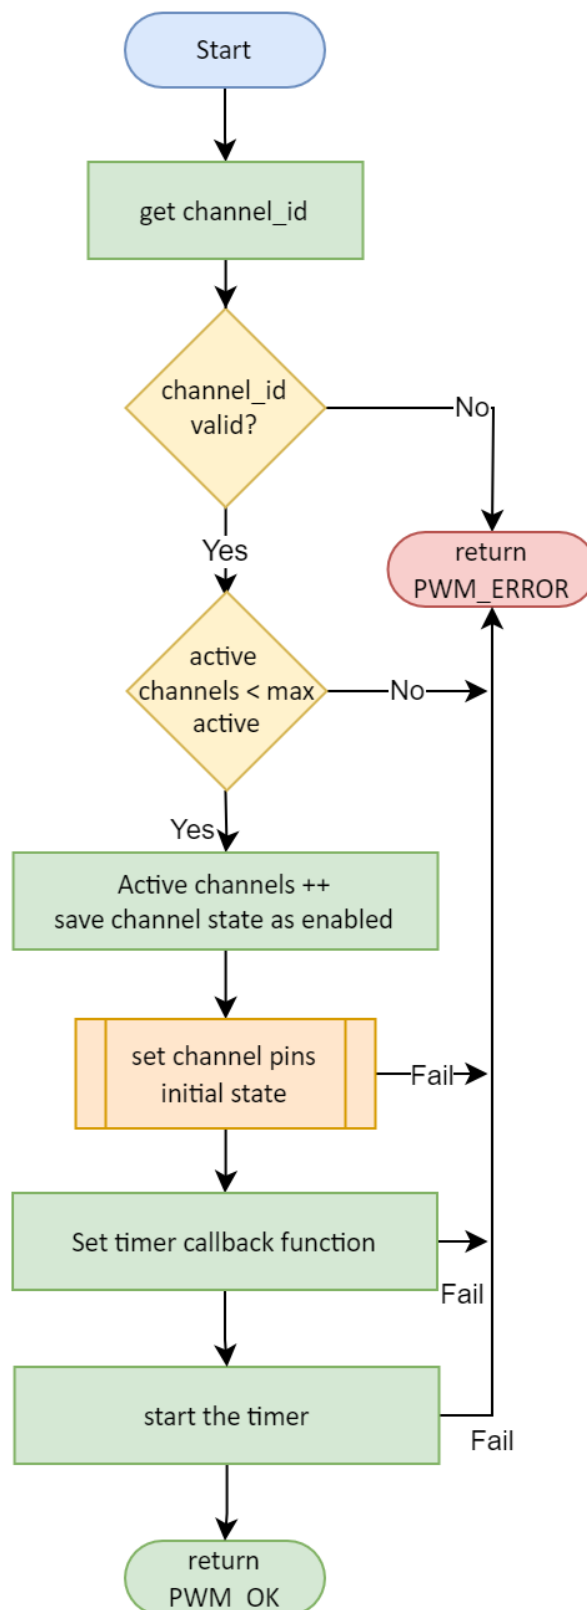 Start
get channel_id
channel_id
valid?
No
Yes
return
PWM_ERROR
active
channels < max
active
No
Yes
Active channels ++
save channel state as enabled
set channel pins
initial state
Fail
Set timer callback function
Fail
start the timer
Fail
return
PWM_OK